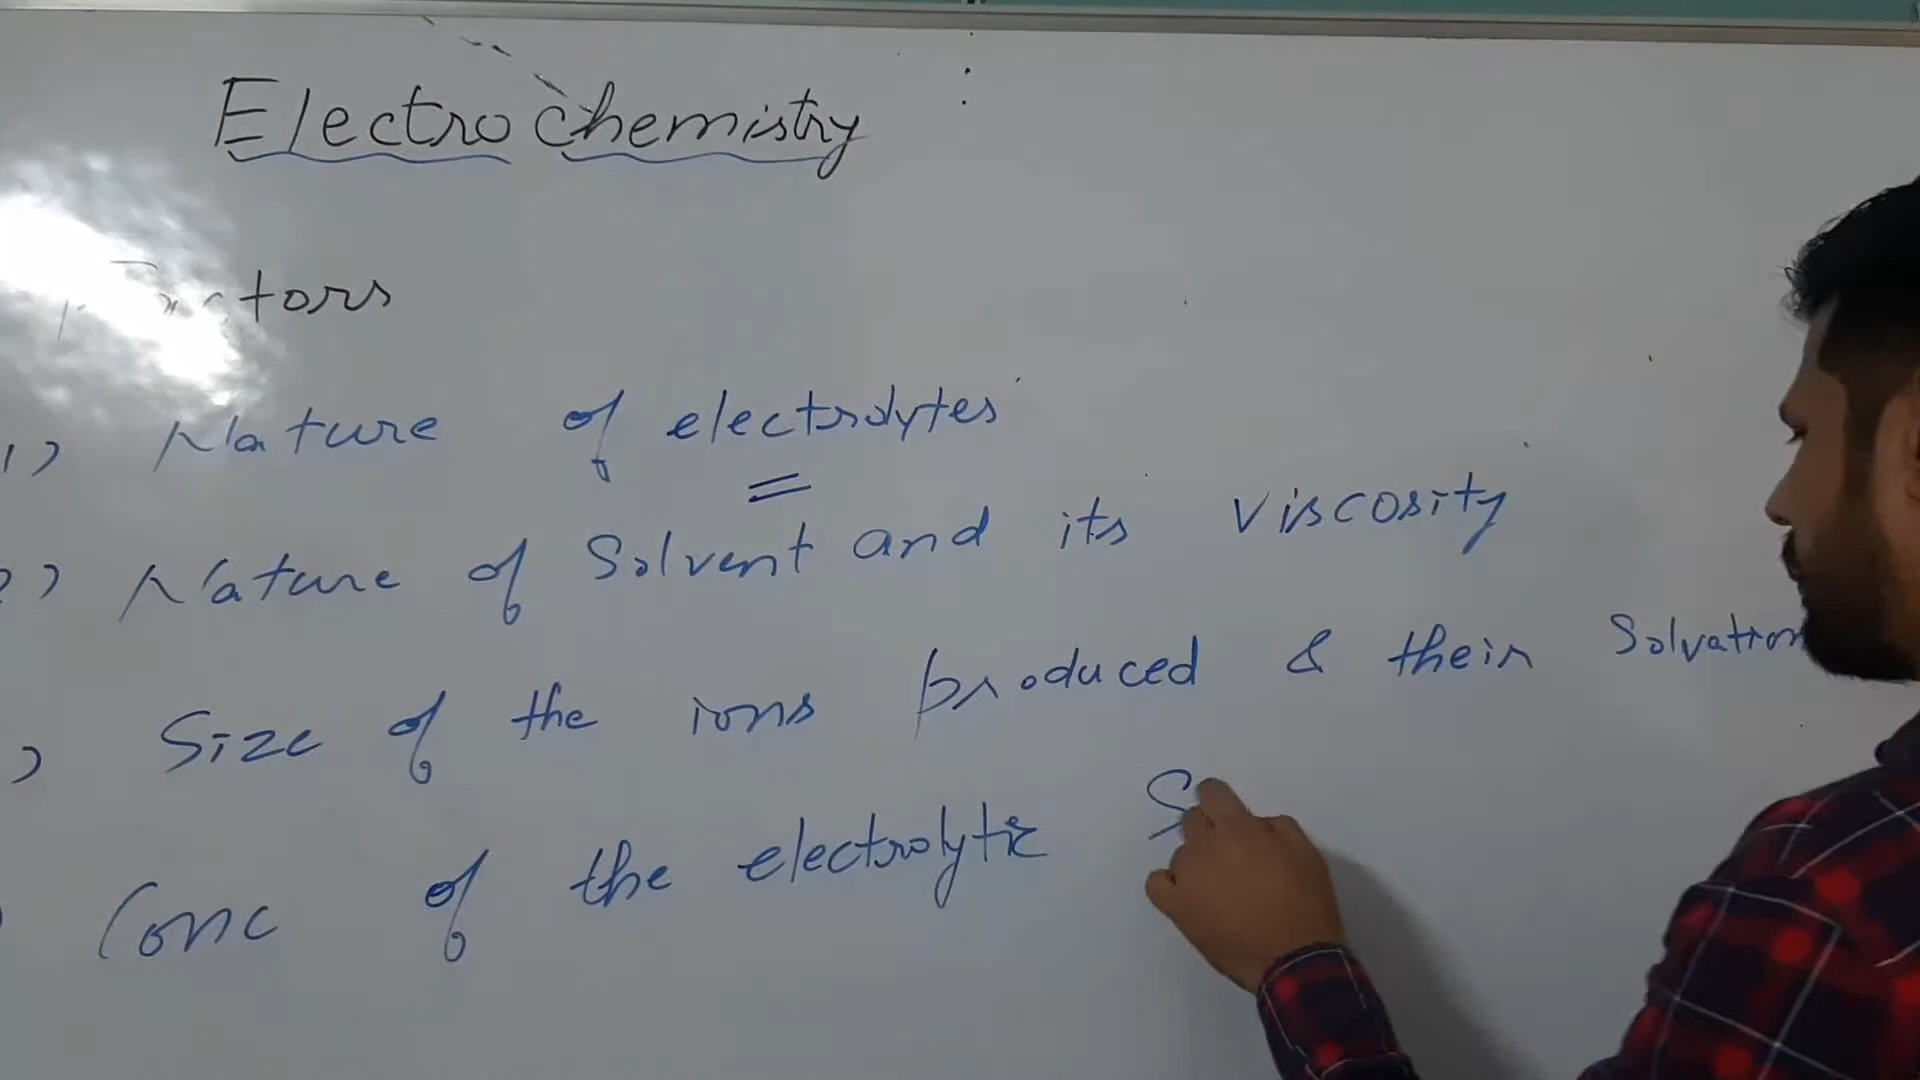 Electrochemistry
Factors
1) Nature of electrolytes
2) Nature of Solvent and its viscosity
) Size of the ions produced & their Solvation
Conc of the electrolytic S